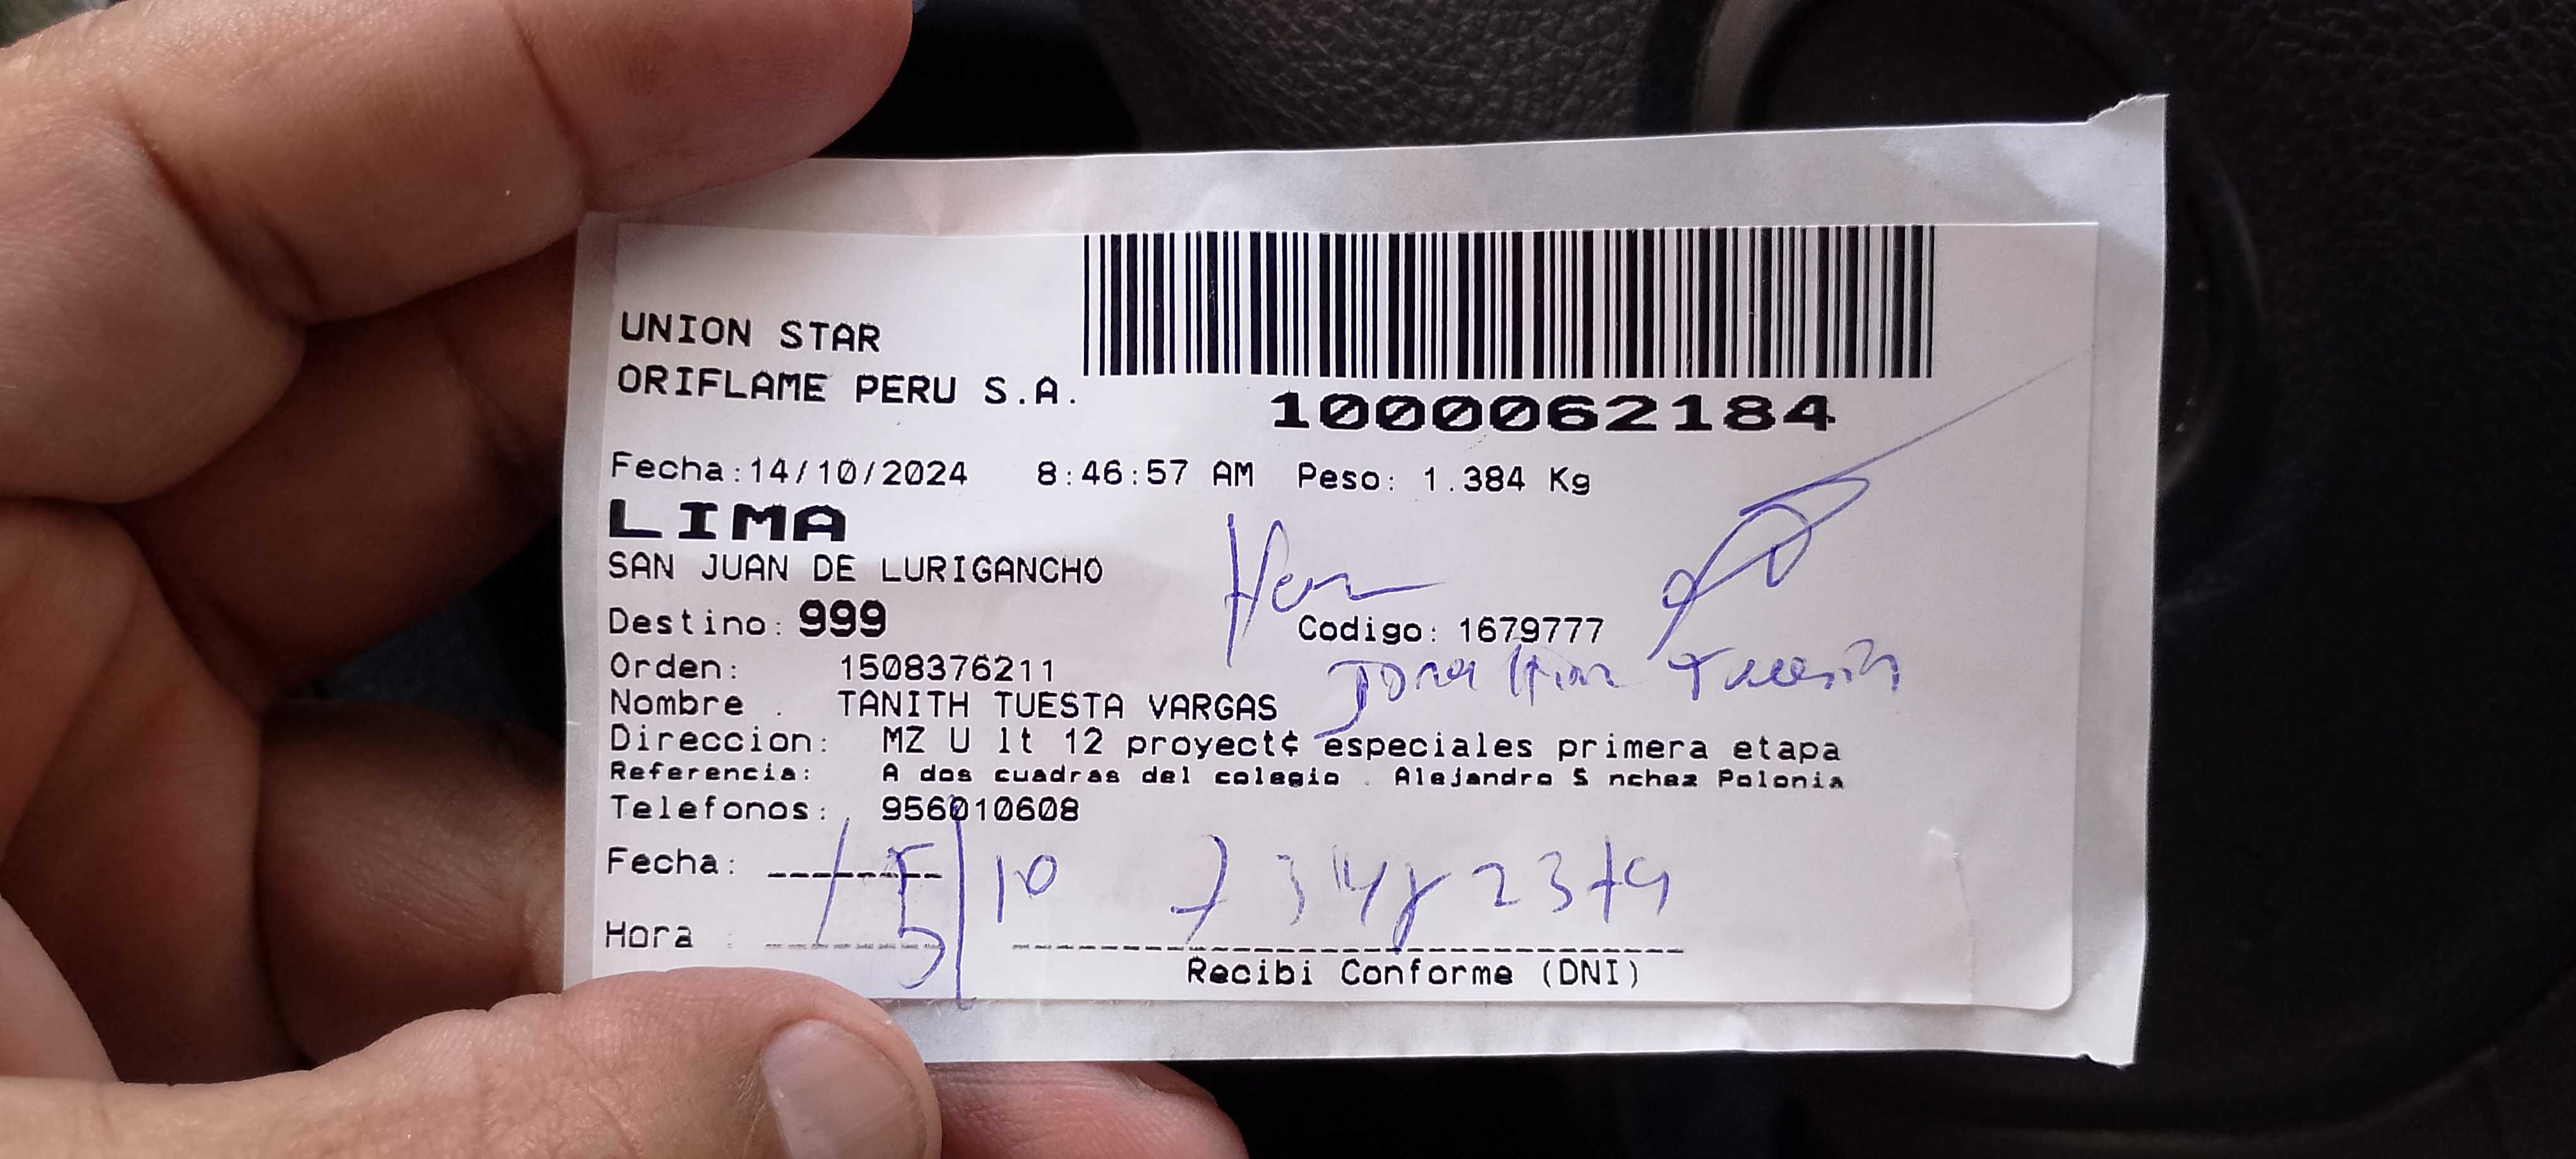 UNION STAR
ORIFLAME PERU S.A.
1000062184
Fecha:14/10/2024 8:46:57 AM Peso: 1.384 Kg
LIMA
SAN JUAN DE LURIGANCHO
Destino: 999
Codigo: 1679777
Orden: 1508376211
Nombre . TANITH TUESTA VARGAS
Direccion: MZ U lt 12 proyect¢ especiales primera etapa
Referencia: A dos cuadras del colegio . Alejandro S nchez Polonia
Telefonos: 956010608
Fecha: 15/10
Hora :
Recibi Conforme (DNI)